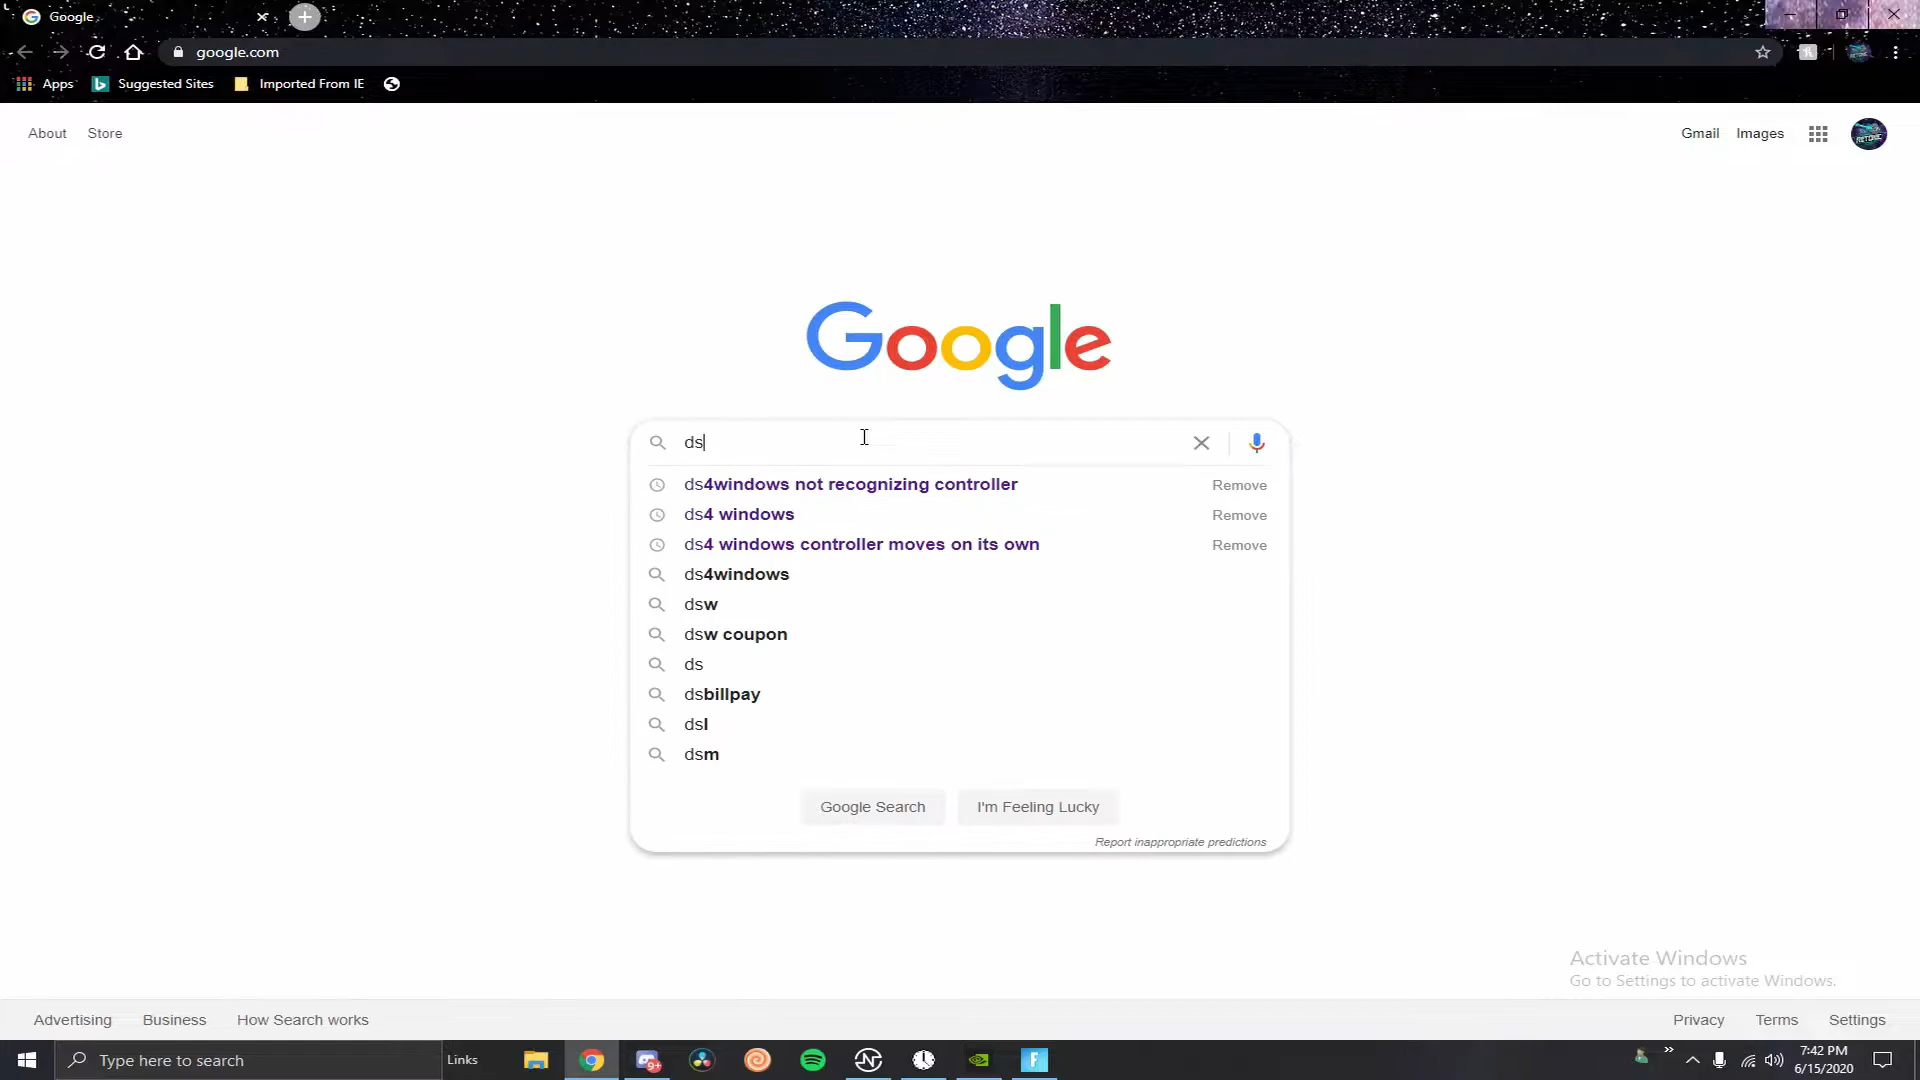 Google
google.com
Apps Suggested Sites Imported From IE
About Store Gmail Images
Google
ds
ds4windows not recognizing controller Remove
ds4 windows Remove
ds4 windows controller moves on its own Remove
ds4windows
dsw
dsw coupon
ds
dsbillpay
dsl
dsm
Google Search I'm Feeling Lucky
Report inappropriate predictions
Activate Windows
Go to Settings to activate Windows.
Advertising Business How Search works Privacy Terms Settings
Type here to search Links 9+ 7:42 PM
6/15/2020